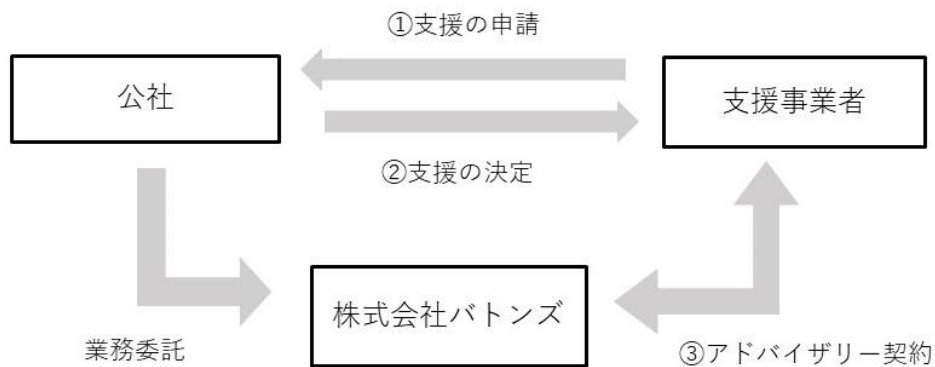 ①支援の申請
公社
支援事業者
②支援の決定
株式会社バトンズ
業務委託
③アドバイザリー契約